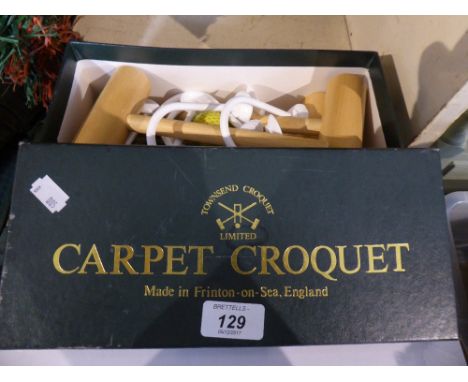 TOWNSEND CROQUET
LIMITED
CARPET CROQUET
Made in Frinton-on-Sea, England
BRETTELLS
129